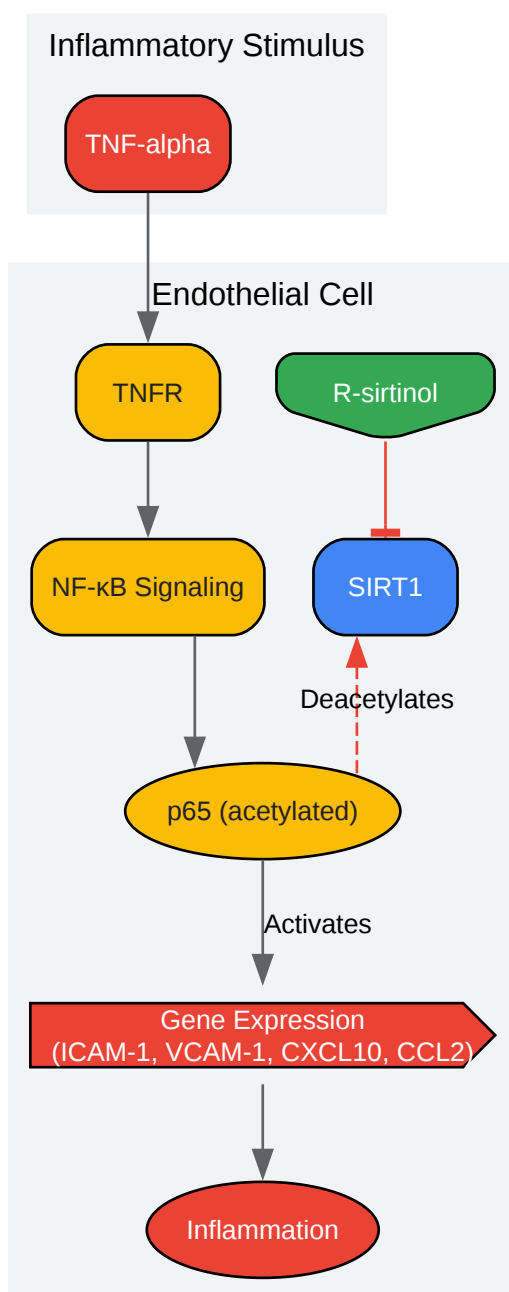 Inflammatory Stimulus
TNF-alpha
Endothelial Cell
TNFR
R-sirtinol
NF-κB Signaling
SIRT1
Deacetylates
p65 (acetylated)
Activates
Gene Expression
(ICAM-1, VCAM-1, CXCL10, CCL2)
Inflammation